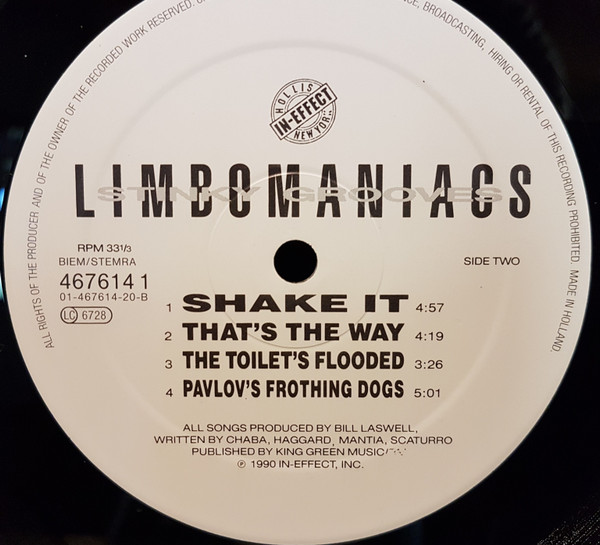 ALL RIGHTS OF THE PRODUCER AND OF THE OWNER OF THE RECORDED WORK RESERVED.
CE, BROADCASTING, HIRING OR RENTAL OF THIS RECORDING PROHIBITED. MADE IN HOLLAND.
HOLLIS
IN-EFFECT
NEW YORK
LIMBOMANIACS
STINKY GROOVES
RPM 33 1/3
BIEM/STEMRA
467614 1
01-467614-20-B
LC 6728
SIDE TWO
1 SHAKE IT 4:57
2 THAT'S THE WAY 4:19
3 THE TOILET'S FLOODED 3:26
4 PAVLOV'S FROTHING DOGS 5:01
ALL SONGS PRODUCED BY BILL LASWELL,
WRITTEN BY CHABA, HAGGARD, MANTIA, SCATURRO
PUBLISHED BY KING GREEN MUSIC/
℗ 1990 IN-EFFECT, INC.